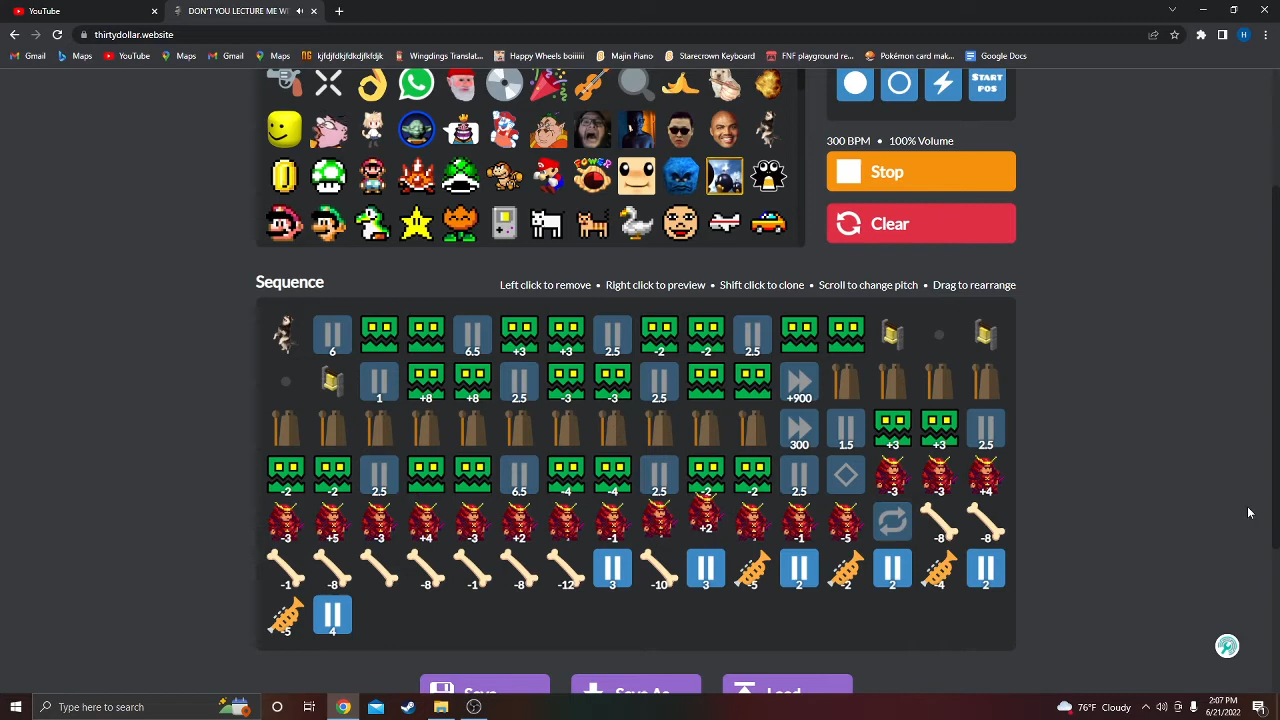 YouTube
DON'T YOU LECTURE ME W
thirtydollar.website
Gmail
Maps
YouTube
Maps
Gmail
Maps
kjfdjfldkjfdkdjfkfdkjk
Wingdings Translat...
Happy Wheels boiiiiii
Majin Piano
Starecrown Keyboard
FNF playground re...
Pokémon card mak...
Google Docs
H
START POS
300 BPM • 100% Volume
Stop
Clear
Sequence
Left click to remove • Right click to preview • Shift click to clone • Scroll to change pitch • Drag to rearrange
6 6.5 +3 +3 2.5 -2 -2 2.5
1 +8 +8 2.5 -3 -3 2.5 +900
300 1.5 +3 +3 2.5
-2 -2 2.5 6.5 -4 -4 2.5 -2 -2 2.5 -3 -3 +4
-3 +5 -3 +4 -3 +2 -3 -1 +2 -1 -1 -5 -8 -8
-1 -8 -8 -1 -8 -12 3 -10 3 -5 2 -2 2 -4 2
-5 4
Save
Save As
Load
Type here to search
76°F Cloudy
2:07 PM
6/21/2022